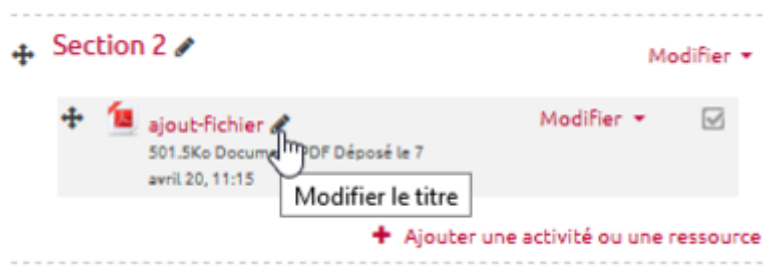 Section 2
Modifier
ajout-fichier
Modifier
501.5Ko Docume PDF Déposé le 7
avril 20, 11:15
Modifier le titre
Ajouter une activité ou une ressource